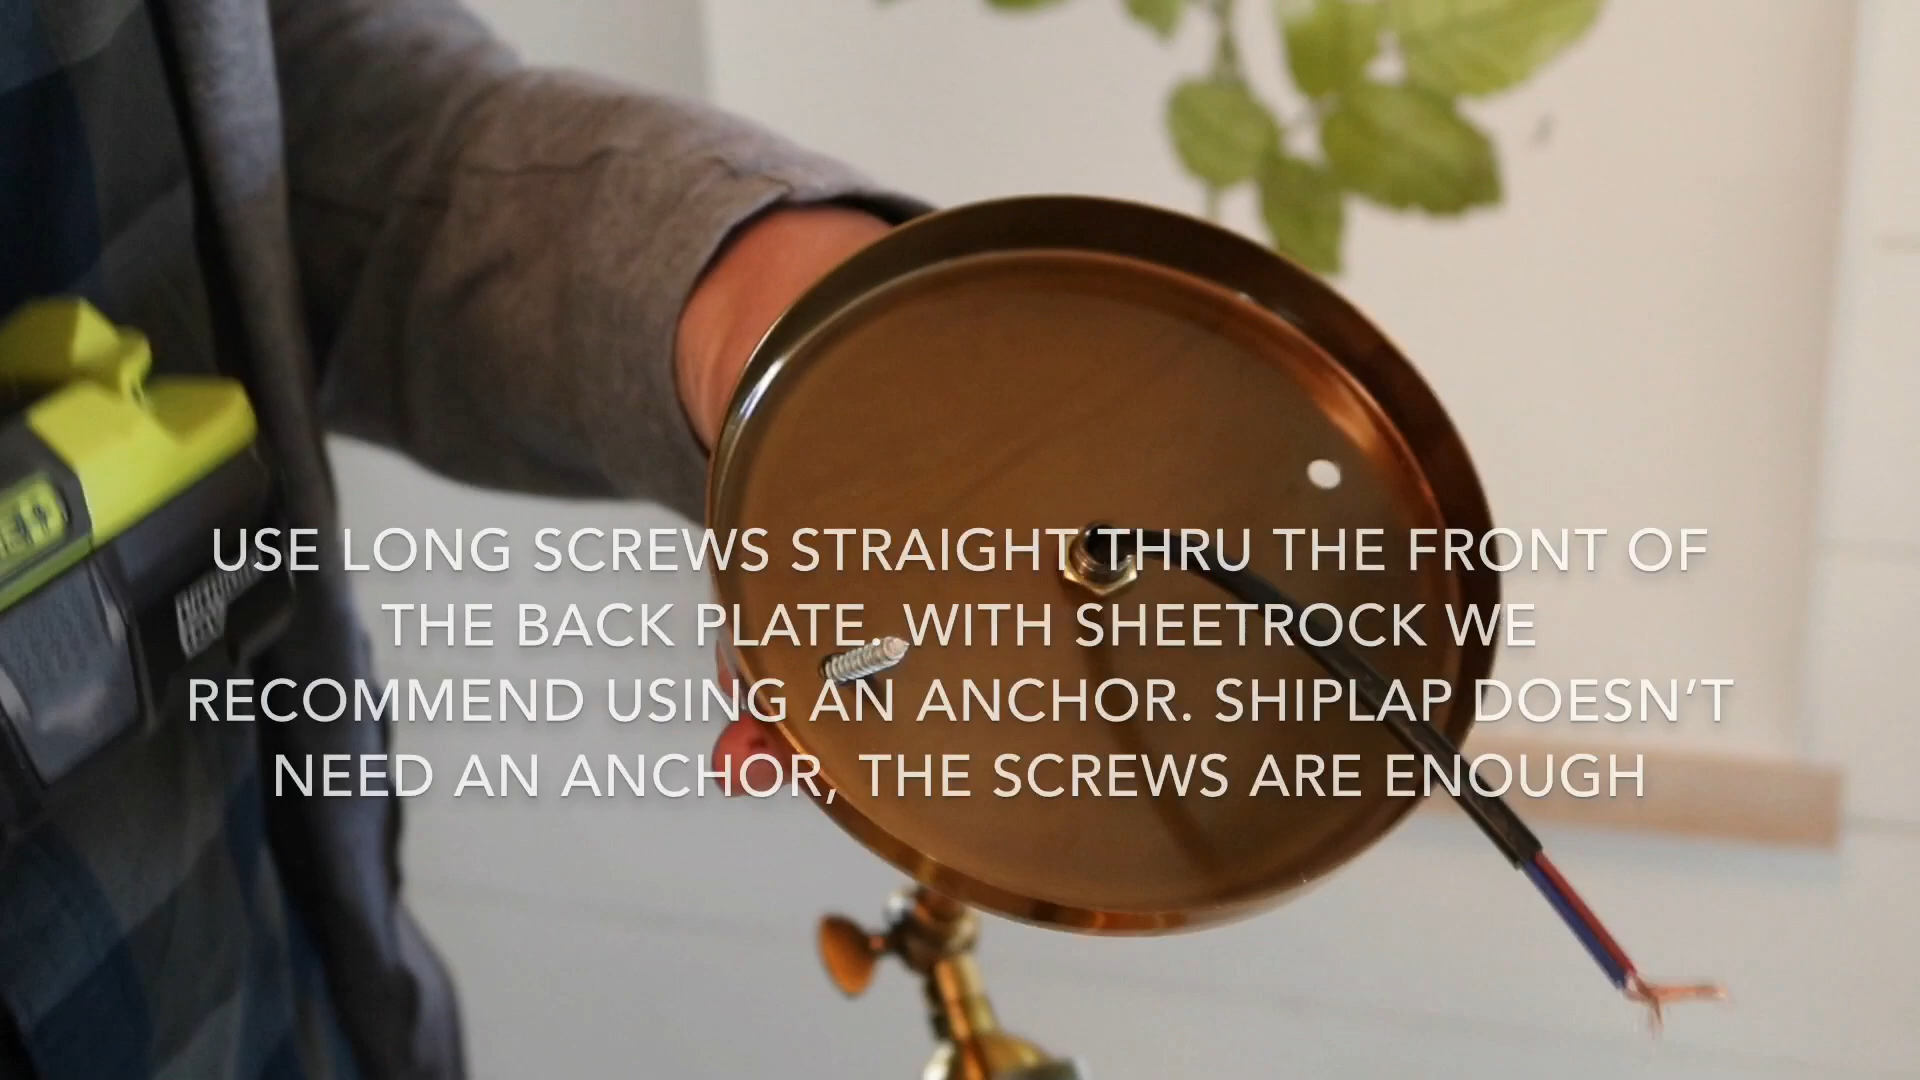 USE LONG SCREWS STRAIGHT THRU THE FRONT OF
THE BACK PLATE. WITH SHEETROCK WE
RECOMMEND USING AN ANCHOR. SHIPLAP DOESN'T
NEED AN ANCHOR, THE SCREWS ARE ENOUGH